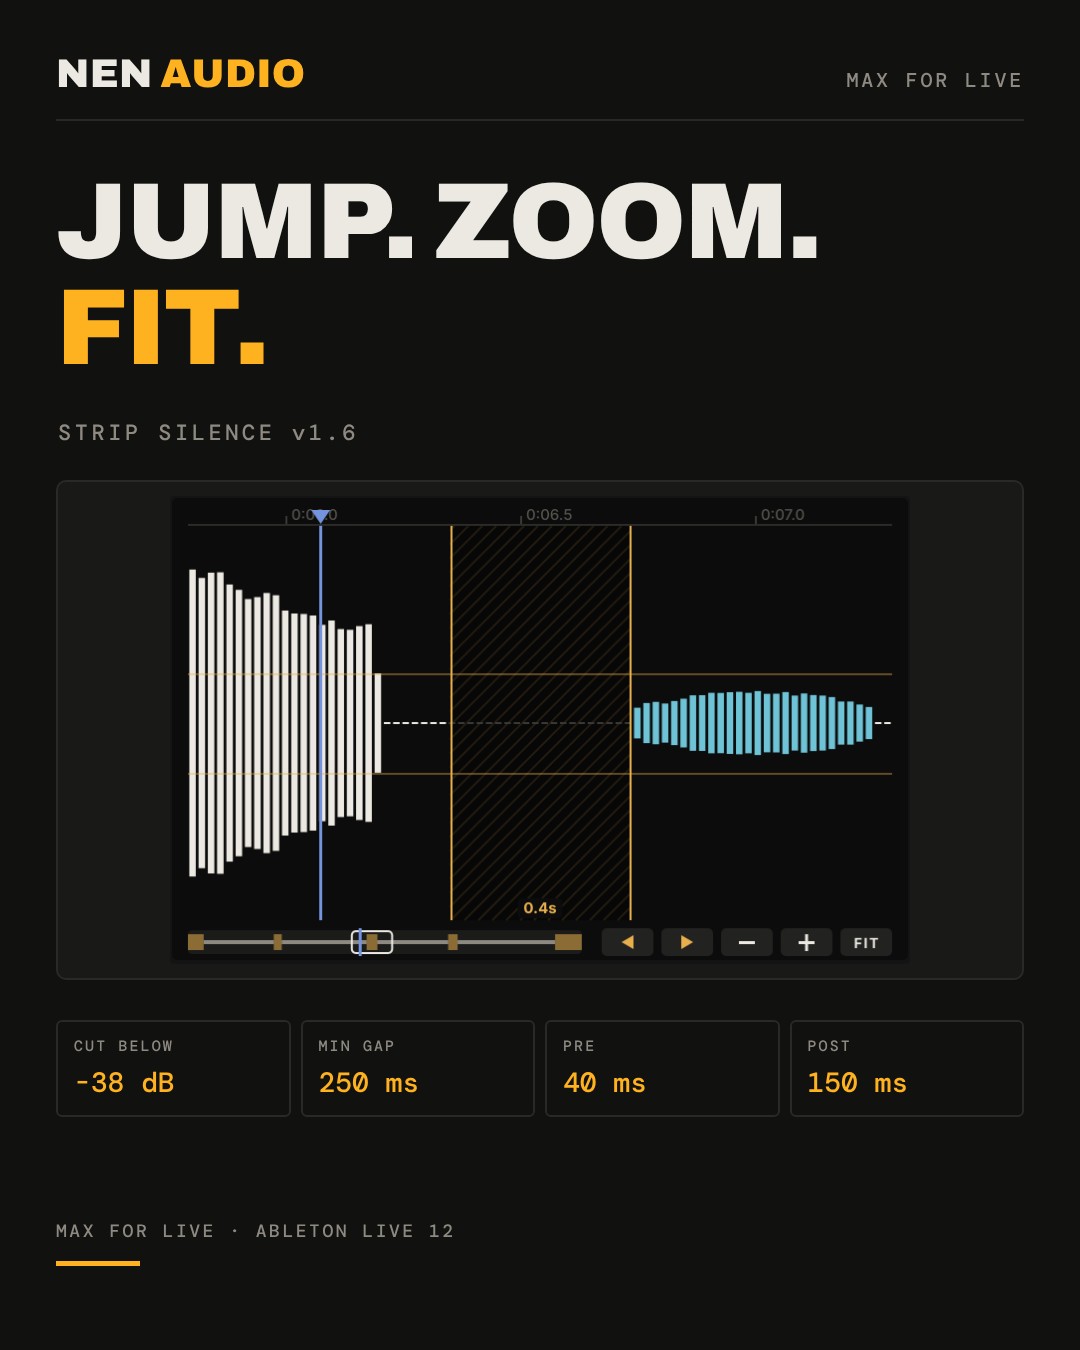 NEN AUDIO
MAX FOR LIVE
JUMP. ZOOM.
FIT.
STRIP SILENCE v1.6
0:06.5
0:07.0
0.4s
FIT
CUT BELOW
-38 dB
MIN GAP
250 ms
PRE
40 ms
POST
150 ms
MAX FOR LIVE · ABLETON LIVE 12